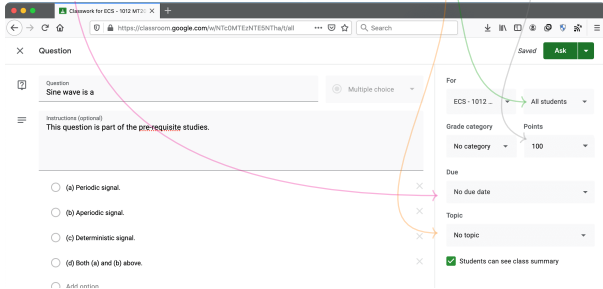 Classwork for ECS - 1012 MT20
https://classroom.google.com/w/NTc0MTEzNTE5NTha/t/all
Search
Question
Saved
Ask
Question
Sine wave is a
Multiple choice
Instructions (optional)
This question is part of the pre-requisite studies.
(a) Periodic signal.
(b) Aperiodic signal.
(c) Deterministic signal.
(d) Both (a) and (b) above.
Add option
For
ECS - 1012 ...
All students
Grade category
Points
No category
100
Due
No due date
Topic
No topic
Students can see class summary